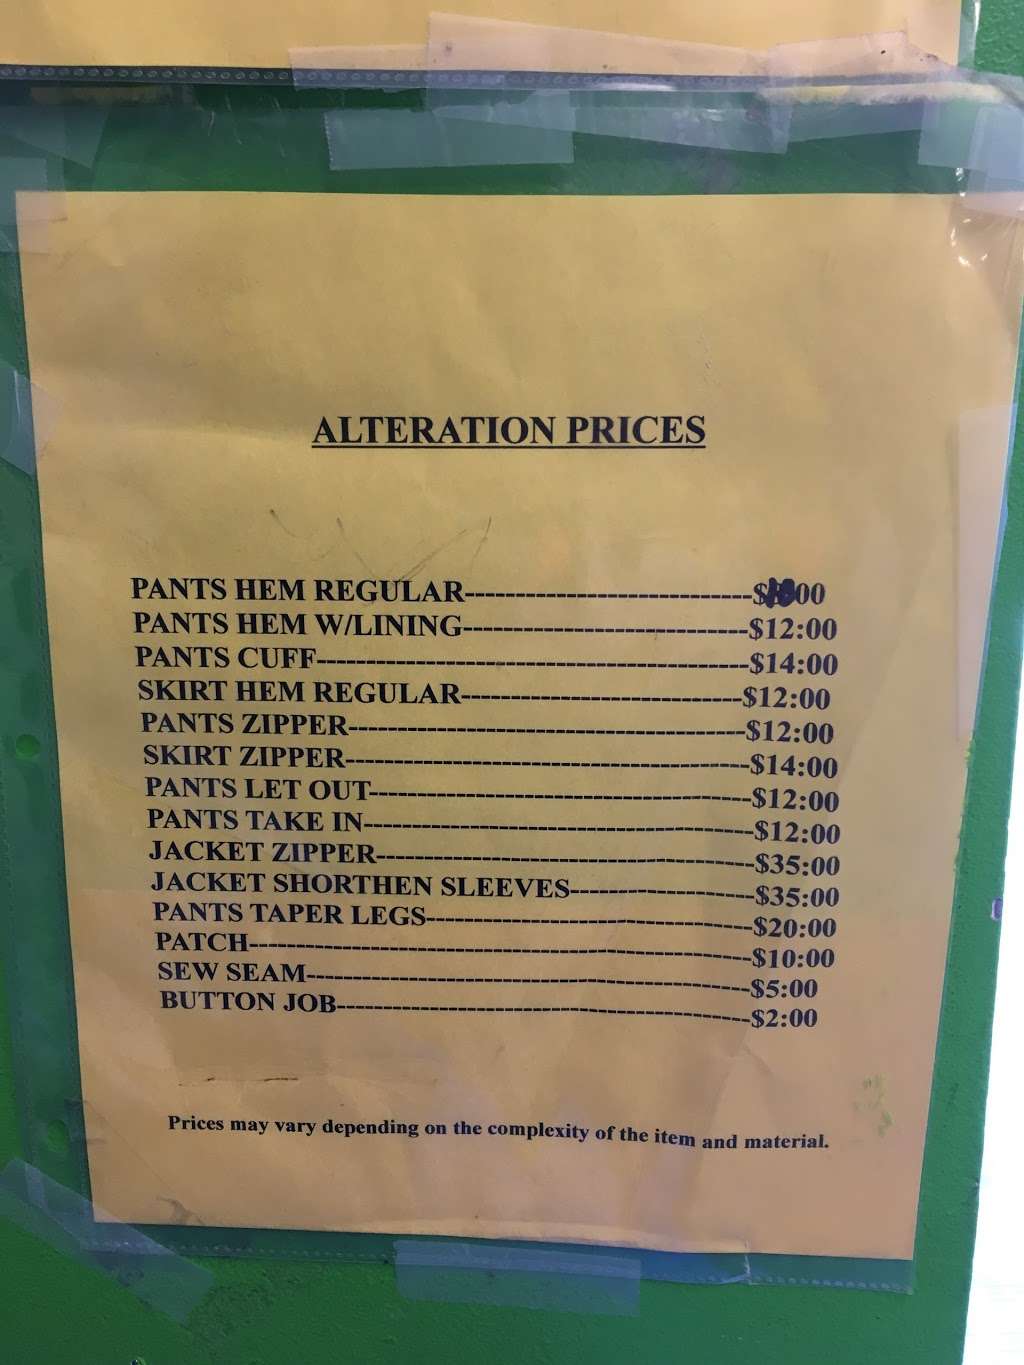 ALTERATION PRICES
PANTS HEM REGULAR----------------------------$10:00
PANTS HEM W/LINING----------------------------$12:00
PANTS CUFF------------------------------------------$14:00
SKIRT HEM REGULAR----------------------------$12:00
PANTS ZIPPER---------------------------------------$12:00
SKIRT ZIPPER----------------------------------------$14:00
PANTS LET OUT--------------------------------------$12:00
PANTS TAKE IN---------------------------------------$12:00
JACKET ZIPPER--------------------------------------$35:00
JACKET SHORTHEN SLEEVES------------------$35:00
PANTS TAPER LEGS---------------------------------$20:00
PATCH---------------------------------------------------$10:00
SEW SEAM---------------------------------------------$5:00
BUTTON JOB------------------------------------------$2:00
Prices may vary depending on the complexity of the item and material.